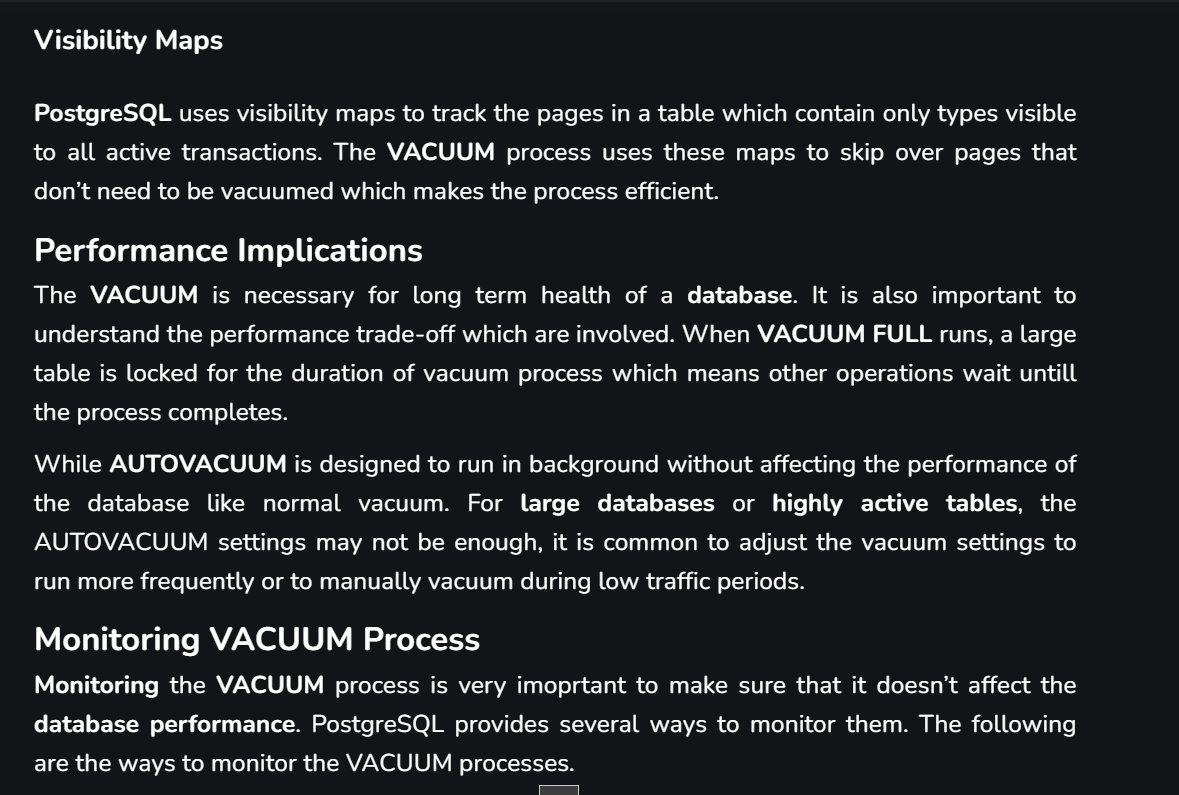 Visibility Maps
PostgreSQL uses visibility maps to track the pages in a table which contain only types visible
to all active transactions. The VACUUM process uses these maps to skip over pages that
don’t need to be vacuumed which makes the process efficient.
Performance Implications
The VACUUM is necessary for long term health of a database. It is also important to
understand the performance trade-off which are involved. When VACUUM FULL runs, a large
table is locked for the duration of vacuum process which means other operations wait untill
the process completes.
While AUTOVACUUM is designed to run in background without affecting the performance of
the database like normal vacuum. For large databases or highly active tables, the
AUTOVACUUM settings may not be enough, it is common to adjust the vacuum settings to
run more frequently or to manually vacuum during low traffic periods.
Monitoring VACUUM Process
Monitoring the VACUUM process is very imoprtant to make sure that it doesn’t affect the
database performance. PostgreSQL provides several ways to monitor them. The following
are the ways to monitor the VACUUM processes.